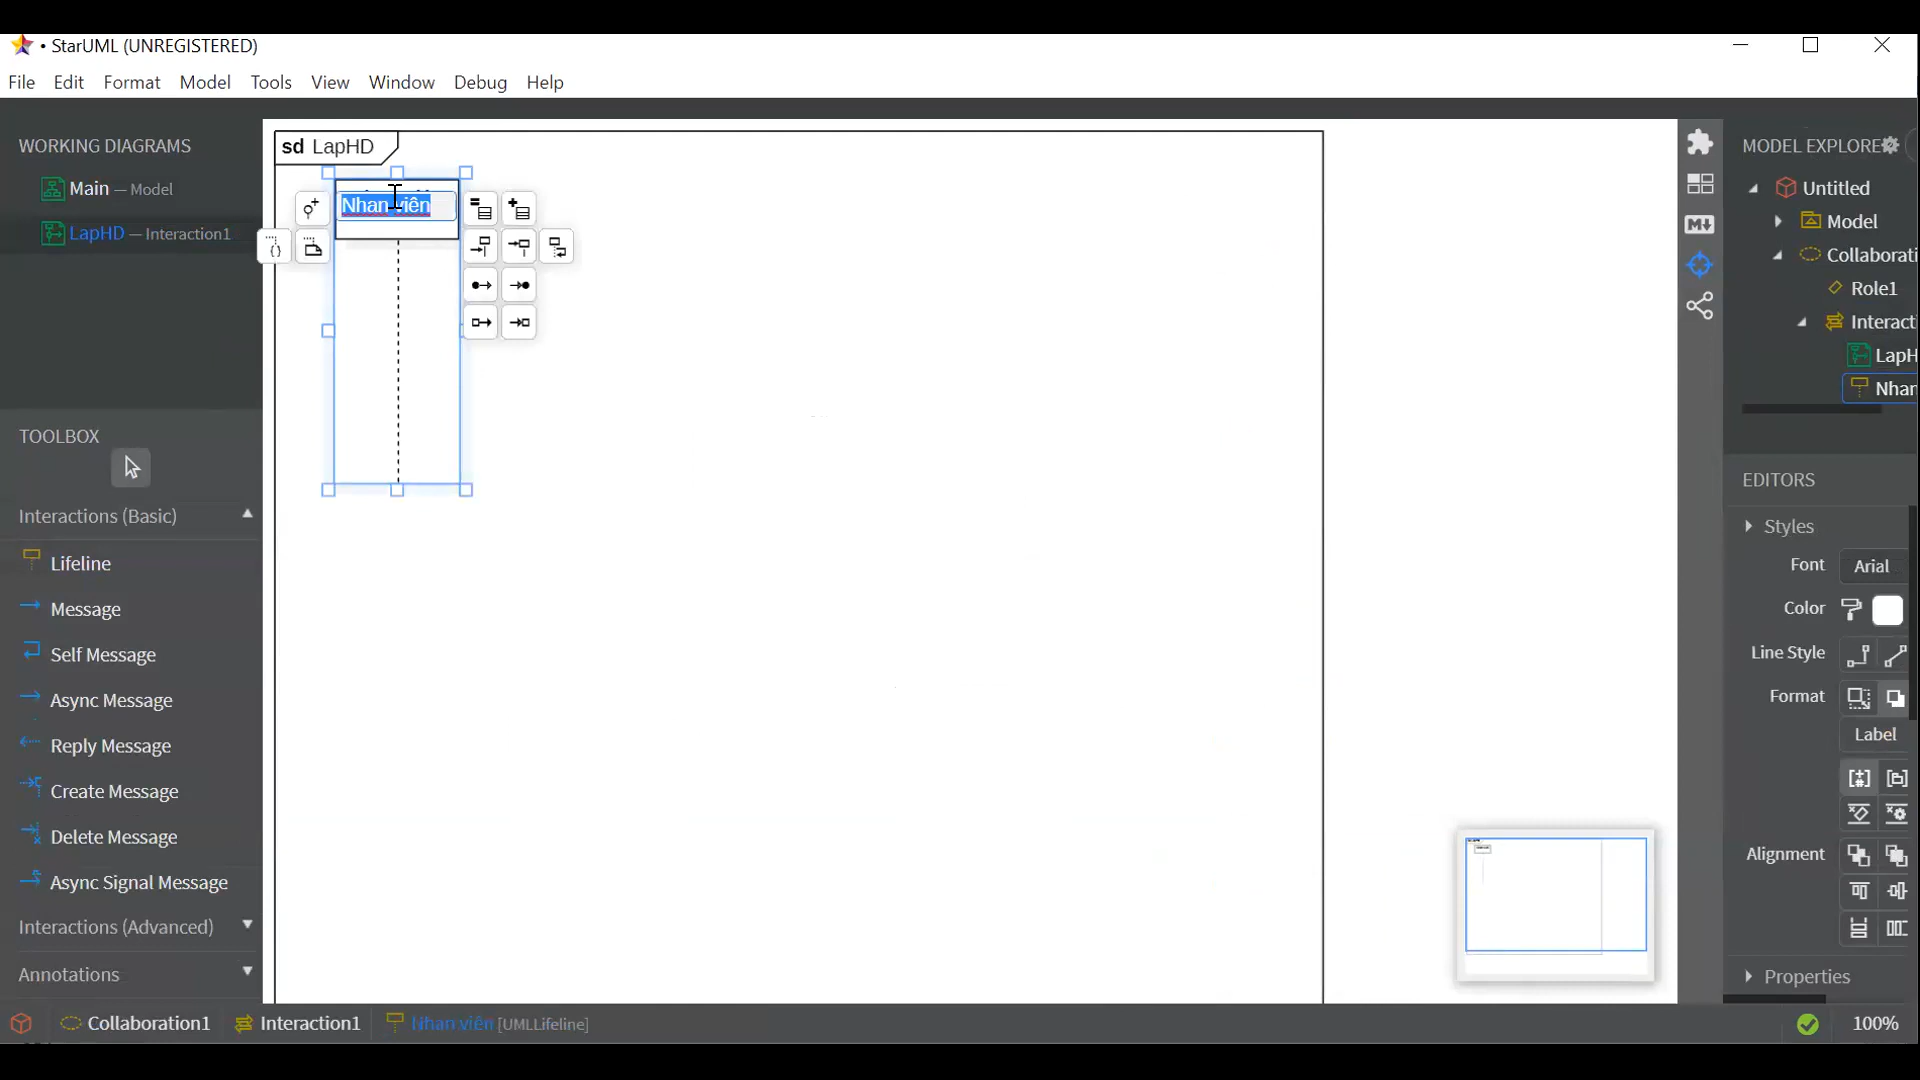 • StarUML (UNREGISTERED)
File Edit Format Model Tools View Window Debug Help
WORKING DIAGRAMS
Main — Model
LapHD — Interaction1
TOOLBOX
Interactions (Basic)
Lifeline
Message
Self Message
Async Message
Reply Message
Create Message
Delete Message
Async Signal Message
Interactions (Advanced)
Annotations
sd LapHD
Nhan viên
MODEL EXPLORE
Untitled
Model
Collaborati
Role1
Interacti
LapH
Nhan
EDITORS
Styles
Font Arial
Color
Line Style
Format
Label
Alignment
Properties
Collaboration1 Interaction1 Nhan viên [UMLLifeline]
100%